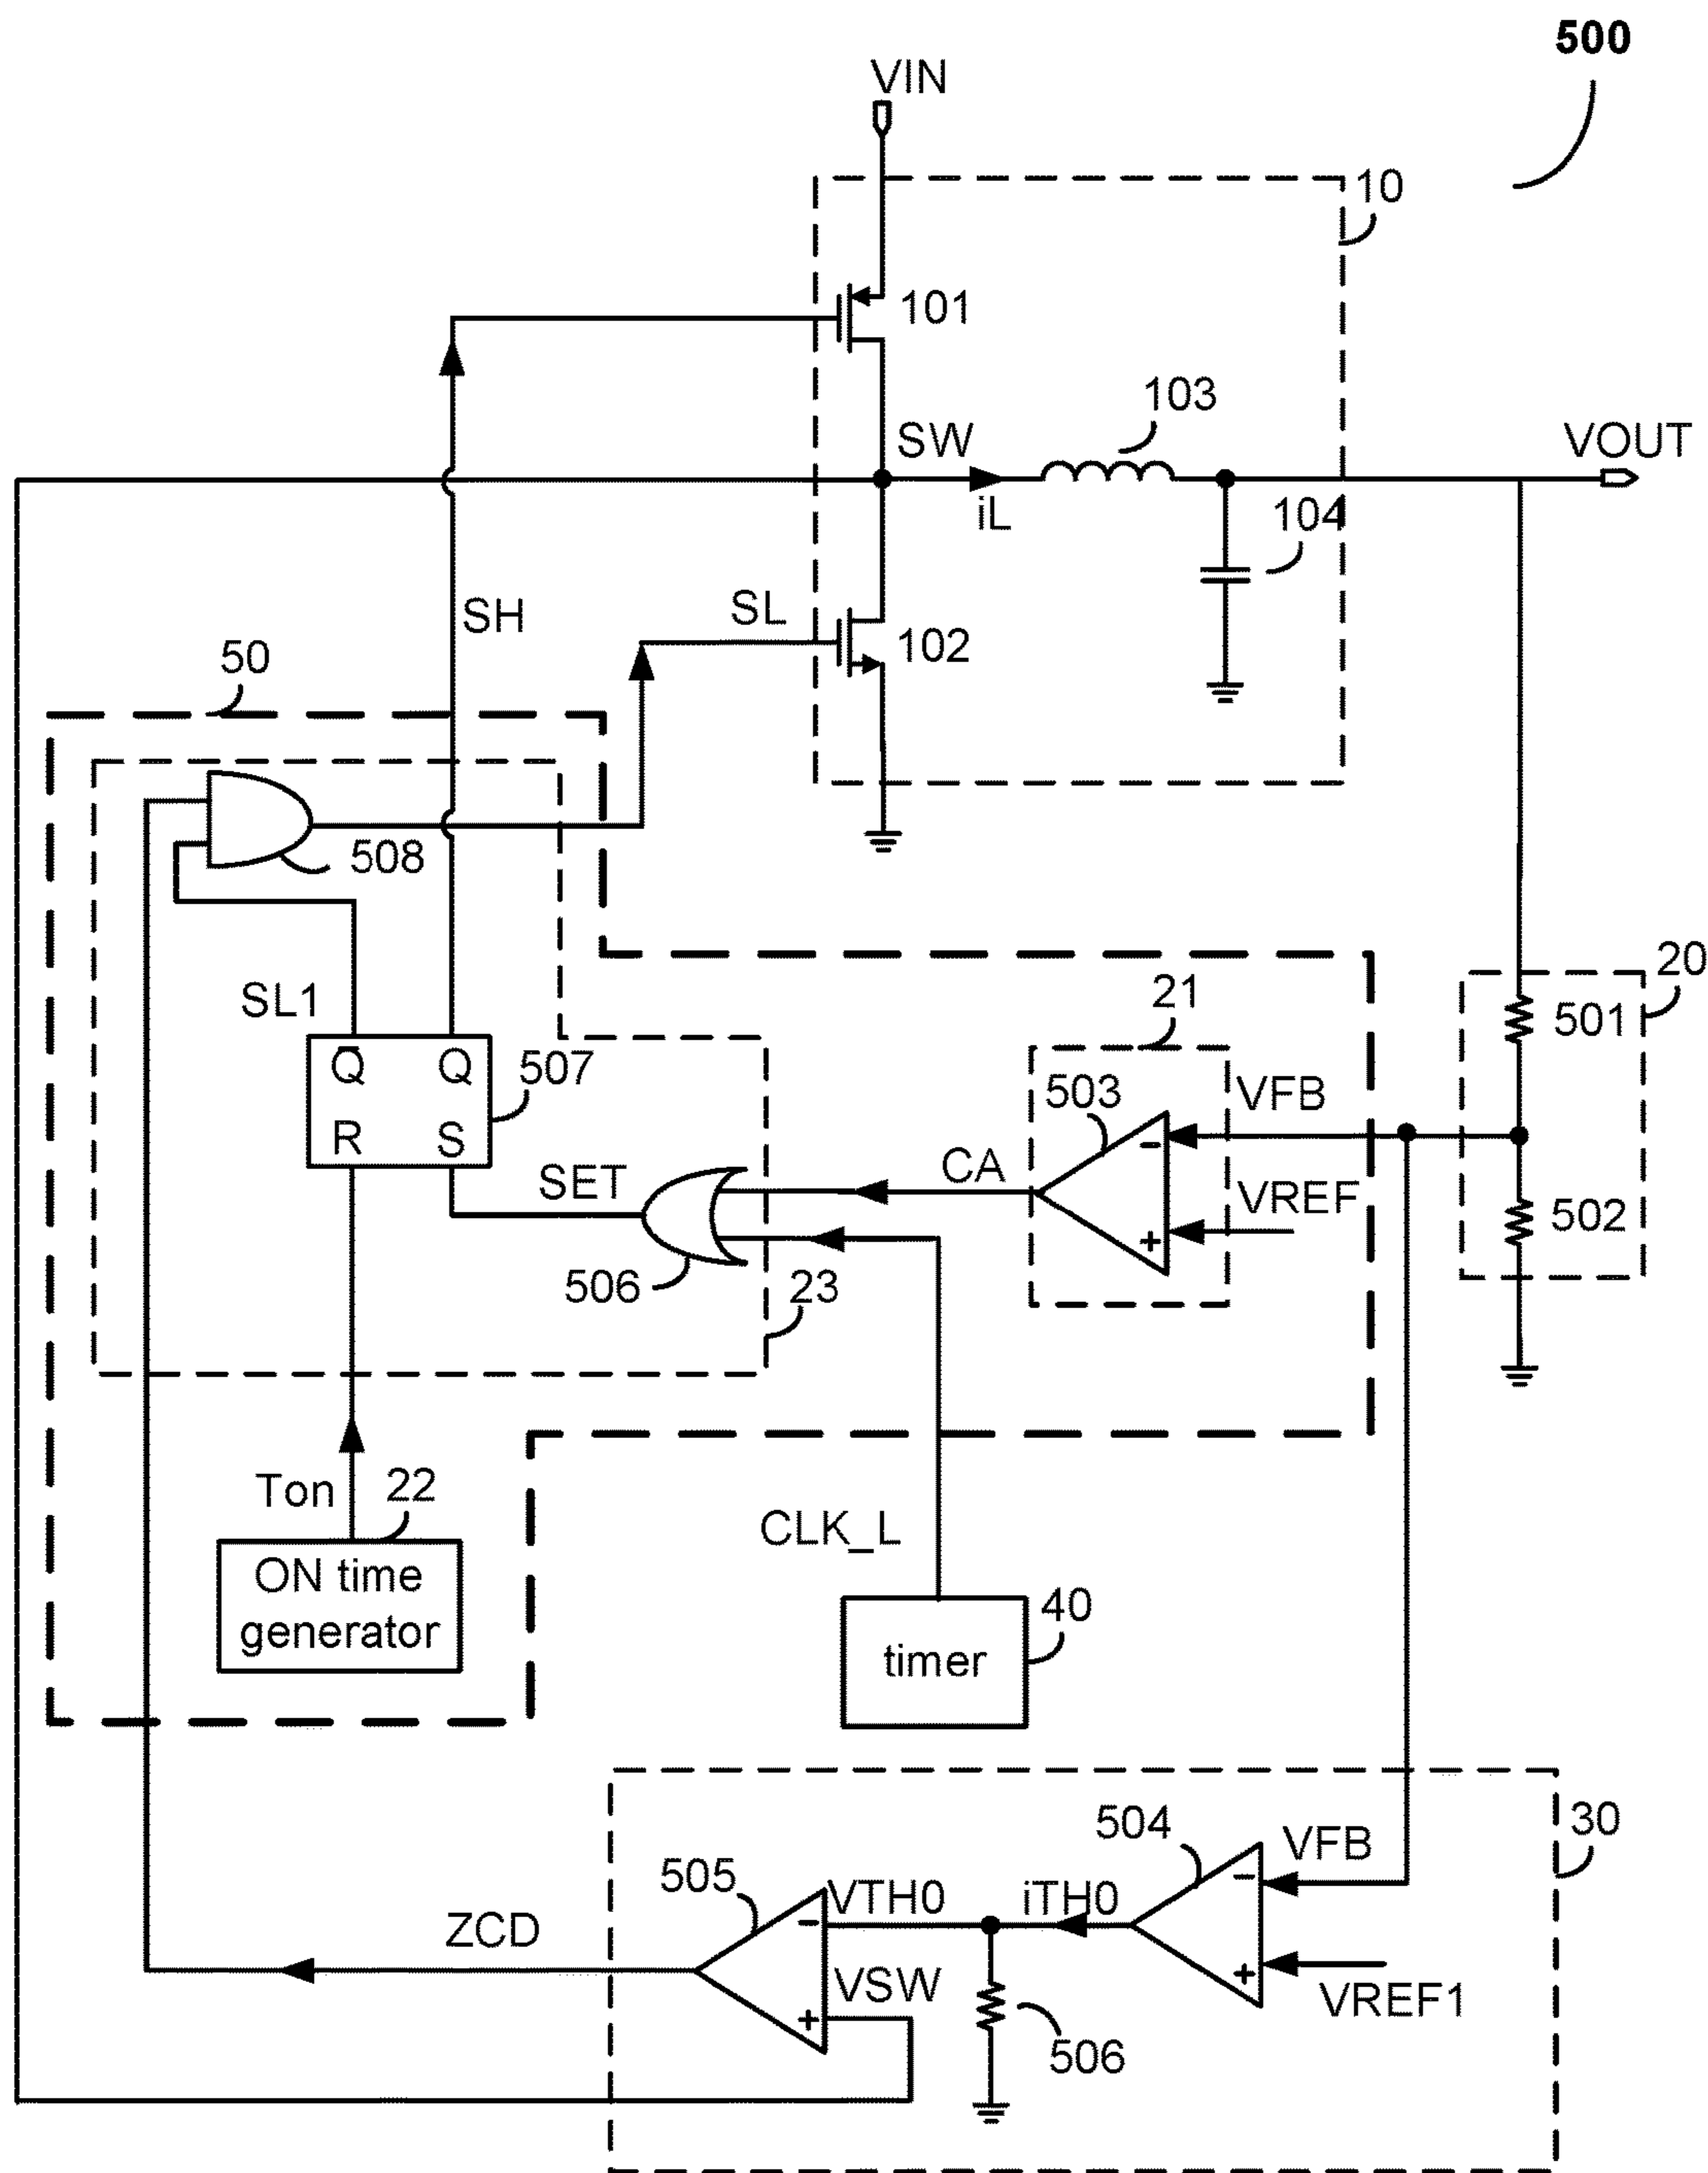 500
VIN
10
101
103
SW
VOUT
iL
104
SH
SL
102
50
508
20
SL1
21
501
Q̅ Q
507
503
VFB
R S
SET
CA
VREF
502
506
23
Ton
22
CLK_L
ON time
generator
40
timer
30
504
VFB
505
VTH0
iTH0
ZCD
VSW
VREF1
506
-
+
-
+
-
+